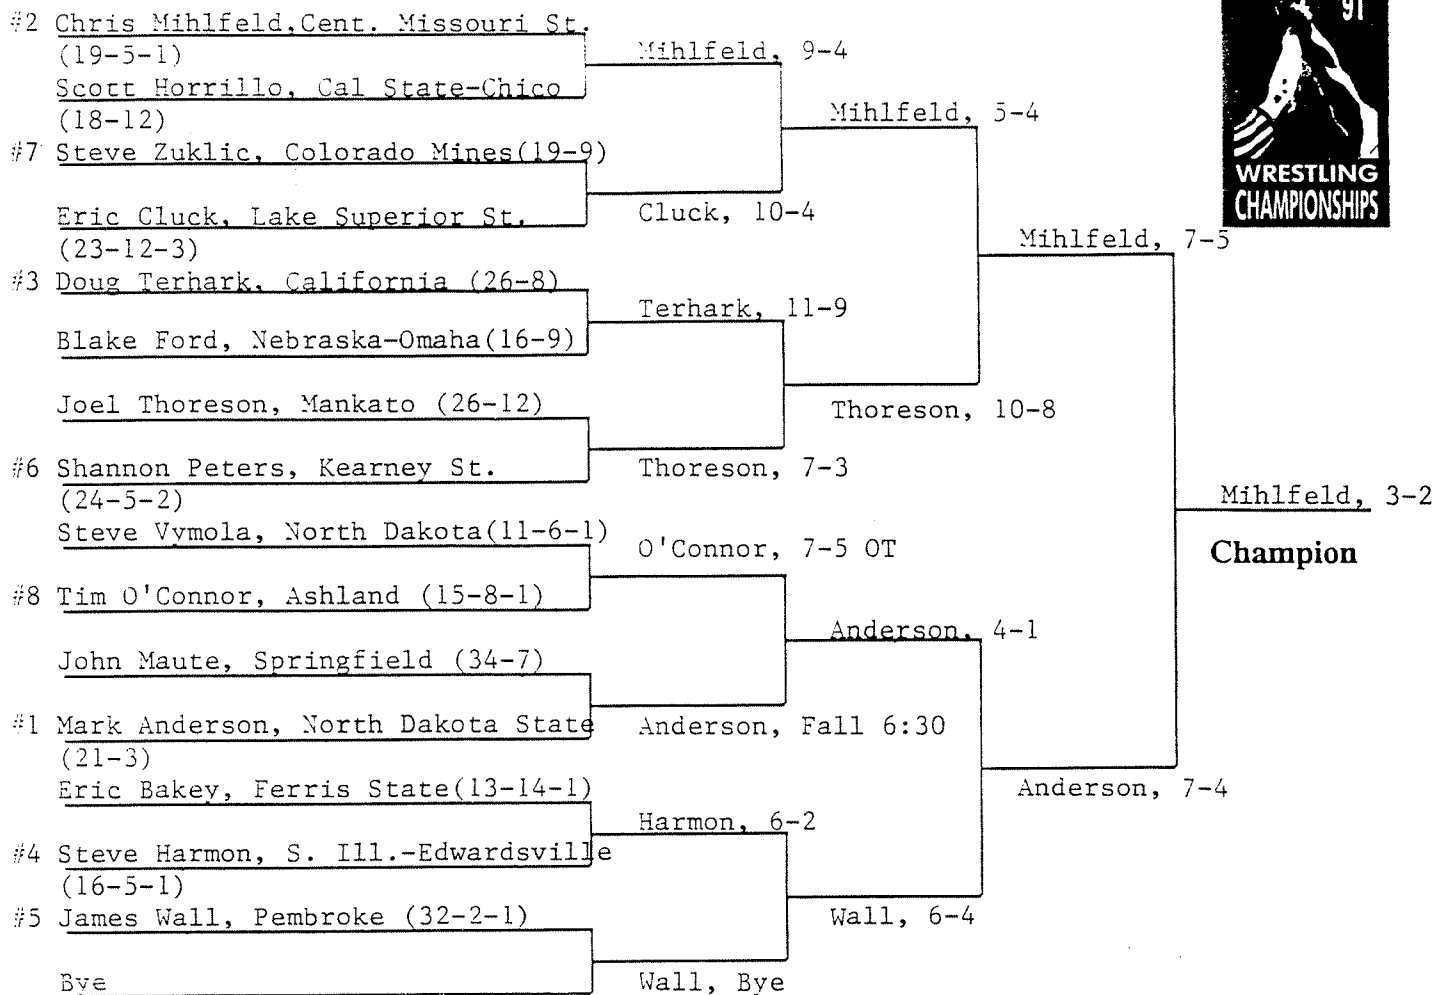 #2 Chris Mihlfeld,Cent. Missouri St.
(19-5-1)
Scott Horrillo, Cal State-Chico
(18-12)
#7 Steve Zuklic, Colorado Mines(19-9)
Eric Cluck, Lake Superior St.
(23-12-3)
#3 Doug Terhark, California (26-8)
Blake Ford, Nebraska-Omaha(16-9)
Joel Thoreson, Mankato (26-12)
#6 Shannon Peters, Kearney St.
(24-5-2)
Steve Vymola, North Dakota(11-6-1)
#8 Tim O'Connor, Ashland (15-8-1)
John Maute, Springfield (34-7)
#1 Mark Anderson, North Dakota State
(21-3)
Eric Bakey, Ferris State(13-14-1)
#4 Steve Harmon, S. Ill.-Edwardsville
(16-5-1)
#5 James Wall, Pembroke (32-2-1)
Bye
Mihlfeld, 9-4
Cluck, 10-4
Terhark, 11-9
Thoreson, 7-3
O'Connor, 7-5 OT
Anderson, Fall 6:30
Harmon, 6-2
Wall, Bye
Mihlfeld, 5-4
Thoreson, 10-8
Anderson, 4-1
Wall, 6-4
Mihlfeld, 7-5
Anderson, 7-4
Mihlfeld, 3-2
Champion
91
WRESTLING
CHAMPIONSHIPS